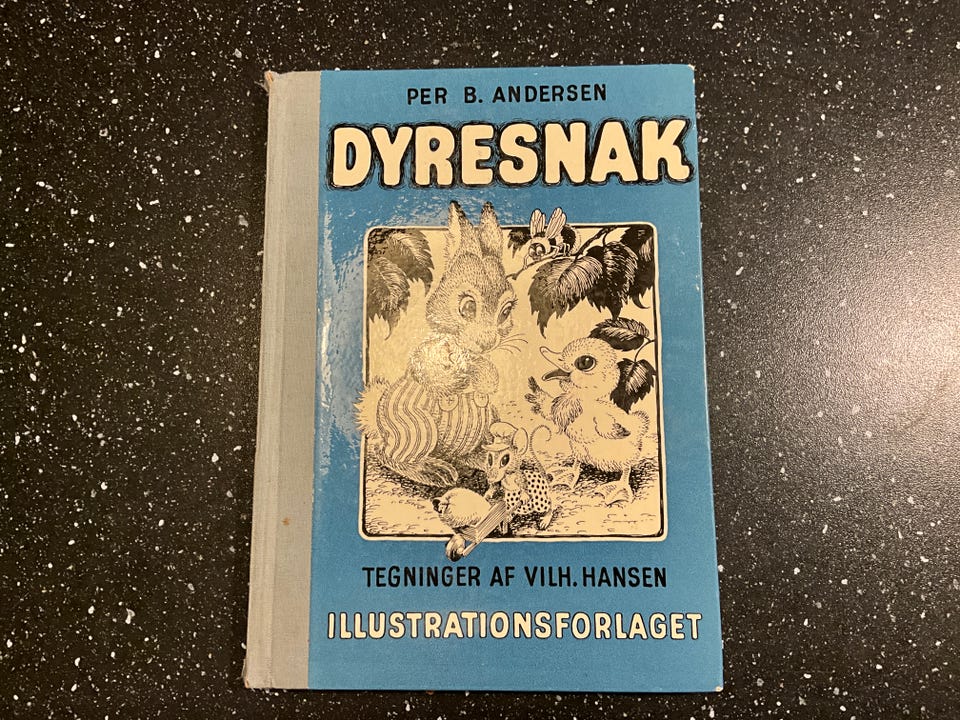 PER B. ANDERSEN
DYRESNAK
TEGNINGER AF VILH. HANSEN
ILLUSTRATIONSFORLAGET